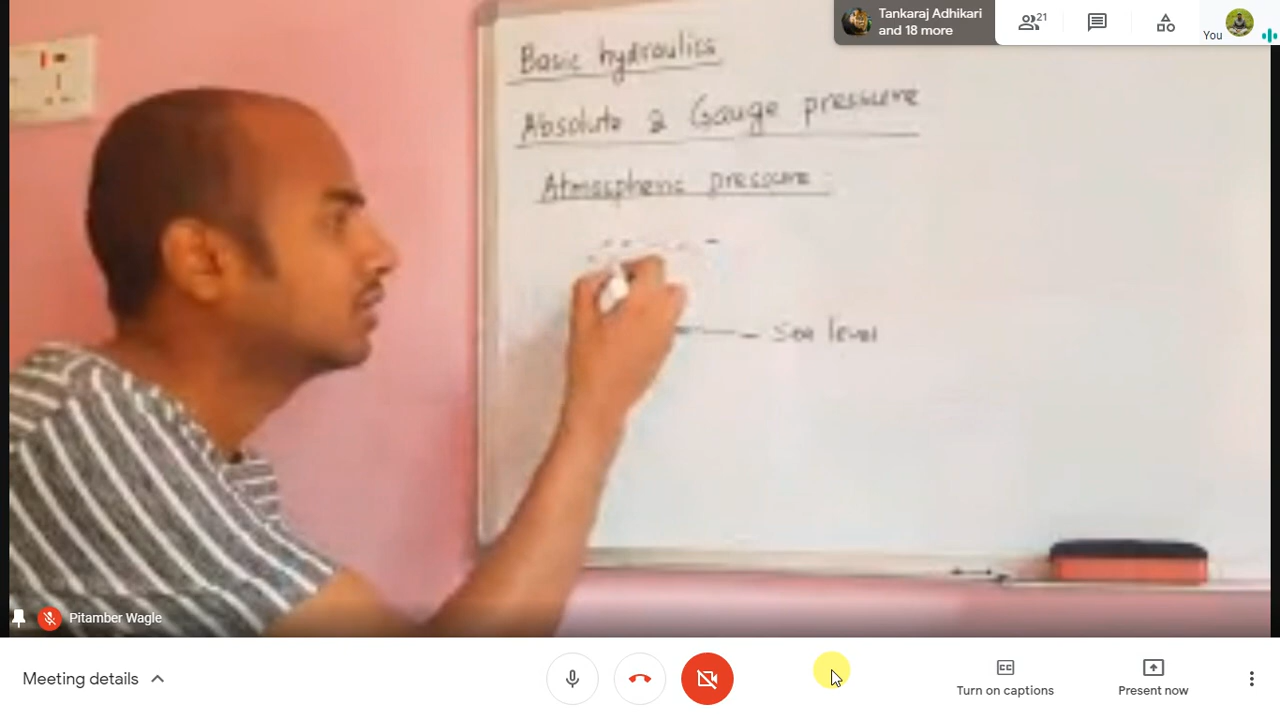 Tankaraj Adhikari
and 18 more
21
You
Basic hydraulics
Absolute & Gauge pressure
Atmospheric pressure :
Sea level
Pitamber Wagle
Meeting details
CC
Turn on captions
Present now